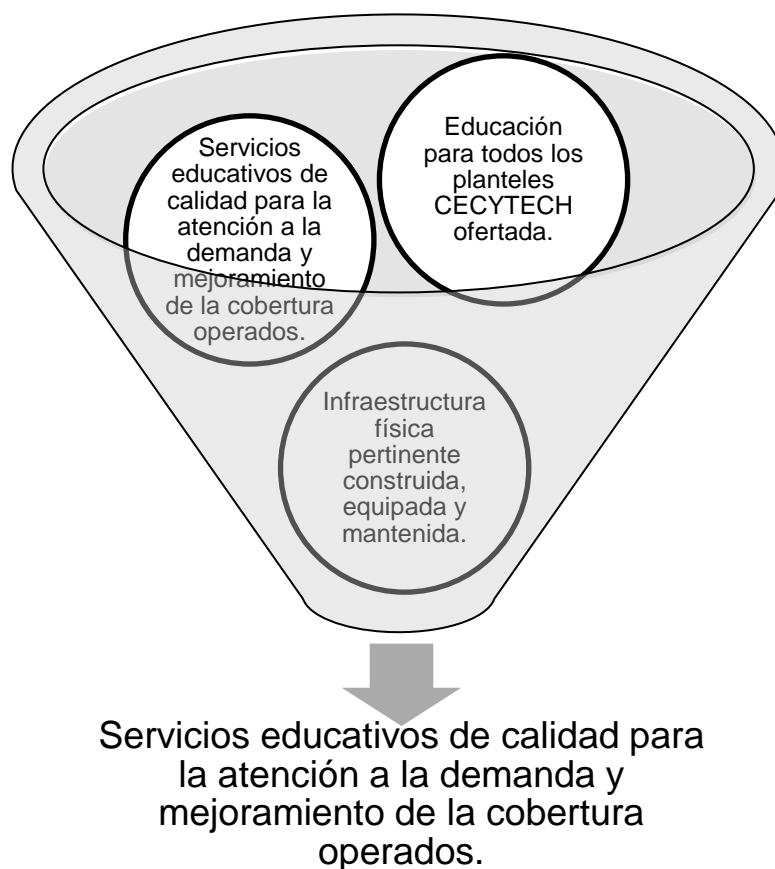 Servicios
educativos de
calidad para la
atención a la
demanda y
mejoramiento
de la cobertura
operados.
Educación
para todos los
planteles
CECYTECH
ofertada.
Infraestructura
física
pertinente
construida,
equipada y
mantenida.
Servicios educativos de calidad para
la atención a la demanda y
mejoramiento de la cobertura
operados.